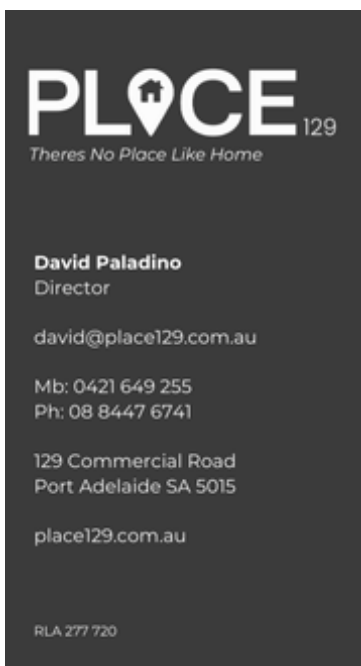 PLACE 129
Theres No Place Like Home
David Paladino
Director
david@place129.com.au
Mb: 0421 649 255
Ph: 08 8447 6741
129 Commercial Road
Port Adelaide SA 5015
place129.com.au
RLA 277 720